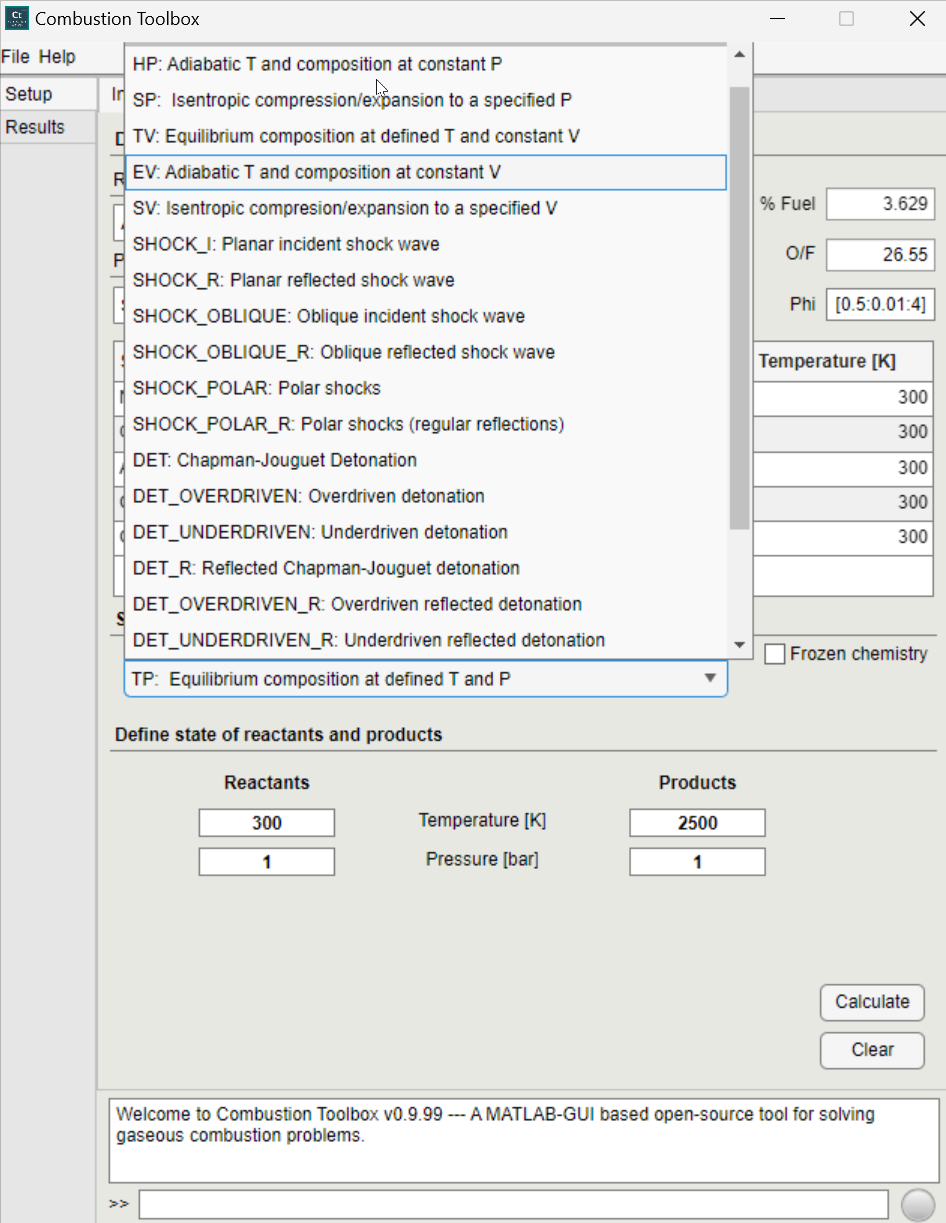 Ct
Combustion Toolbox
File Help
Setup
Results
HP: Adiabatic T and composition at constant P
SP: Isentropic compression/expansion to a specified P
TV: Equilibrium composition at defined T and constant V
EV: Adiabatic T and composition at constant V
SV: Isentropic compresion/expansion to a specified V
SHOCK_I: Planar incident shock wave
SHOCK_R: Planar reflected shock wave
SHOCK_OBLIQUE: Oblique incident shock wave
SHOCK_OBLIQUE_R: Oblique reflected shock wave
SHOCK_POLAR: Polar shocks
SHOCK_POLAR_R: Polar shocks (regular reflections)
DET: Chapman-Jouguet Detonation
DET_OVERDRIVEN: Overdriven detonation
DET_UNDERDRIVEN: Underdriven detonation
DET_R: Reflected Chapman-Jouguet detonation
DET_OVERDRIVEN_R: Overdriven reflected detonation
DET_UNDERDRIVEN_R: Underdriven reflected detonation
TP: Equilibrium composition at defined T and P
% Fuel 3.629
O/F 26.55
Phi [0.5:0.01:4]
Temperature [K]
300
300
300
300
300
Frozen chemistry
Define state of reactants and products
Reactants Products
300 Temperature [K] 2500
1 Pressure [bar] 1
Calculate
Clear
Welcome to Combustion Toolbox v0.9.99 --- A MATLAB-GUI based open-source tool for solving
gaseous combustion problems.
>>